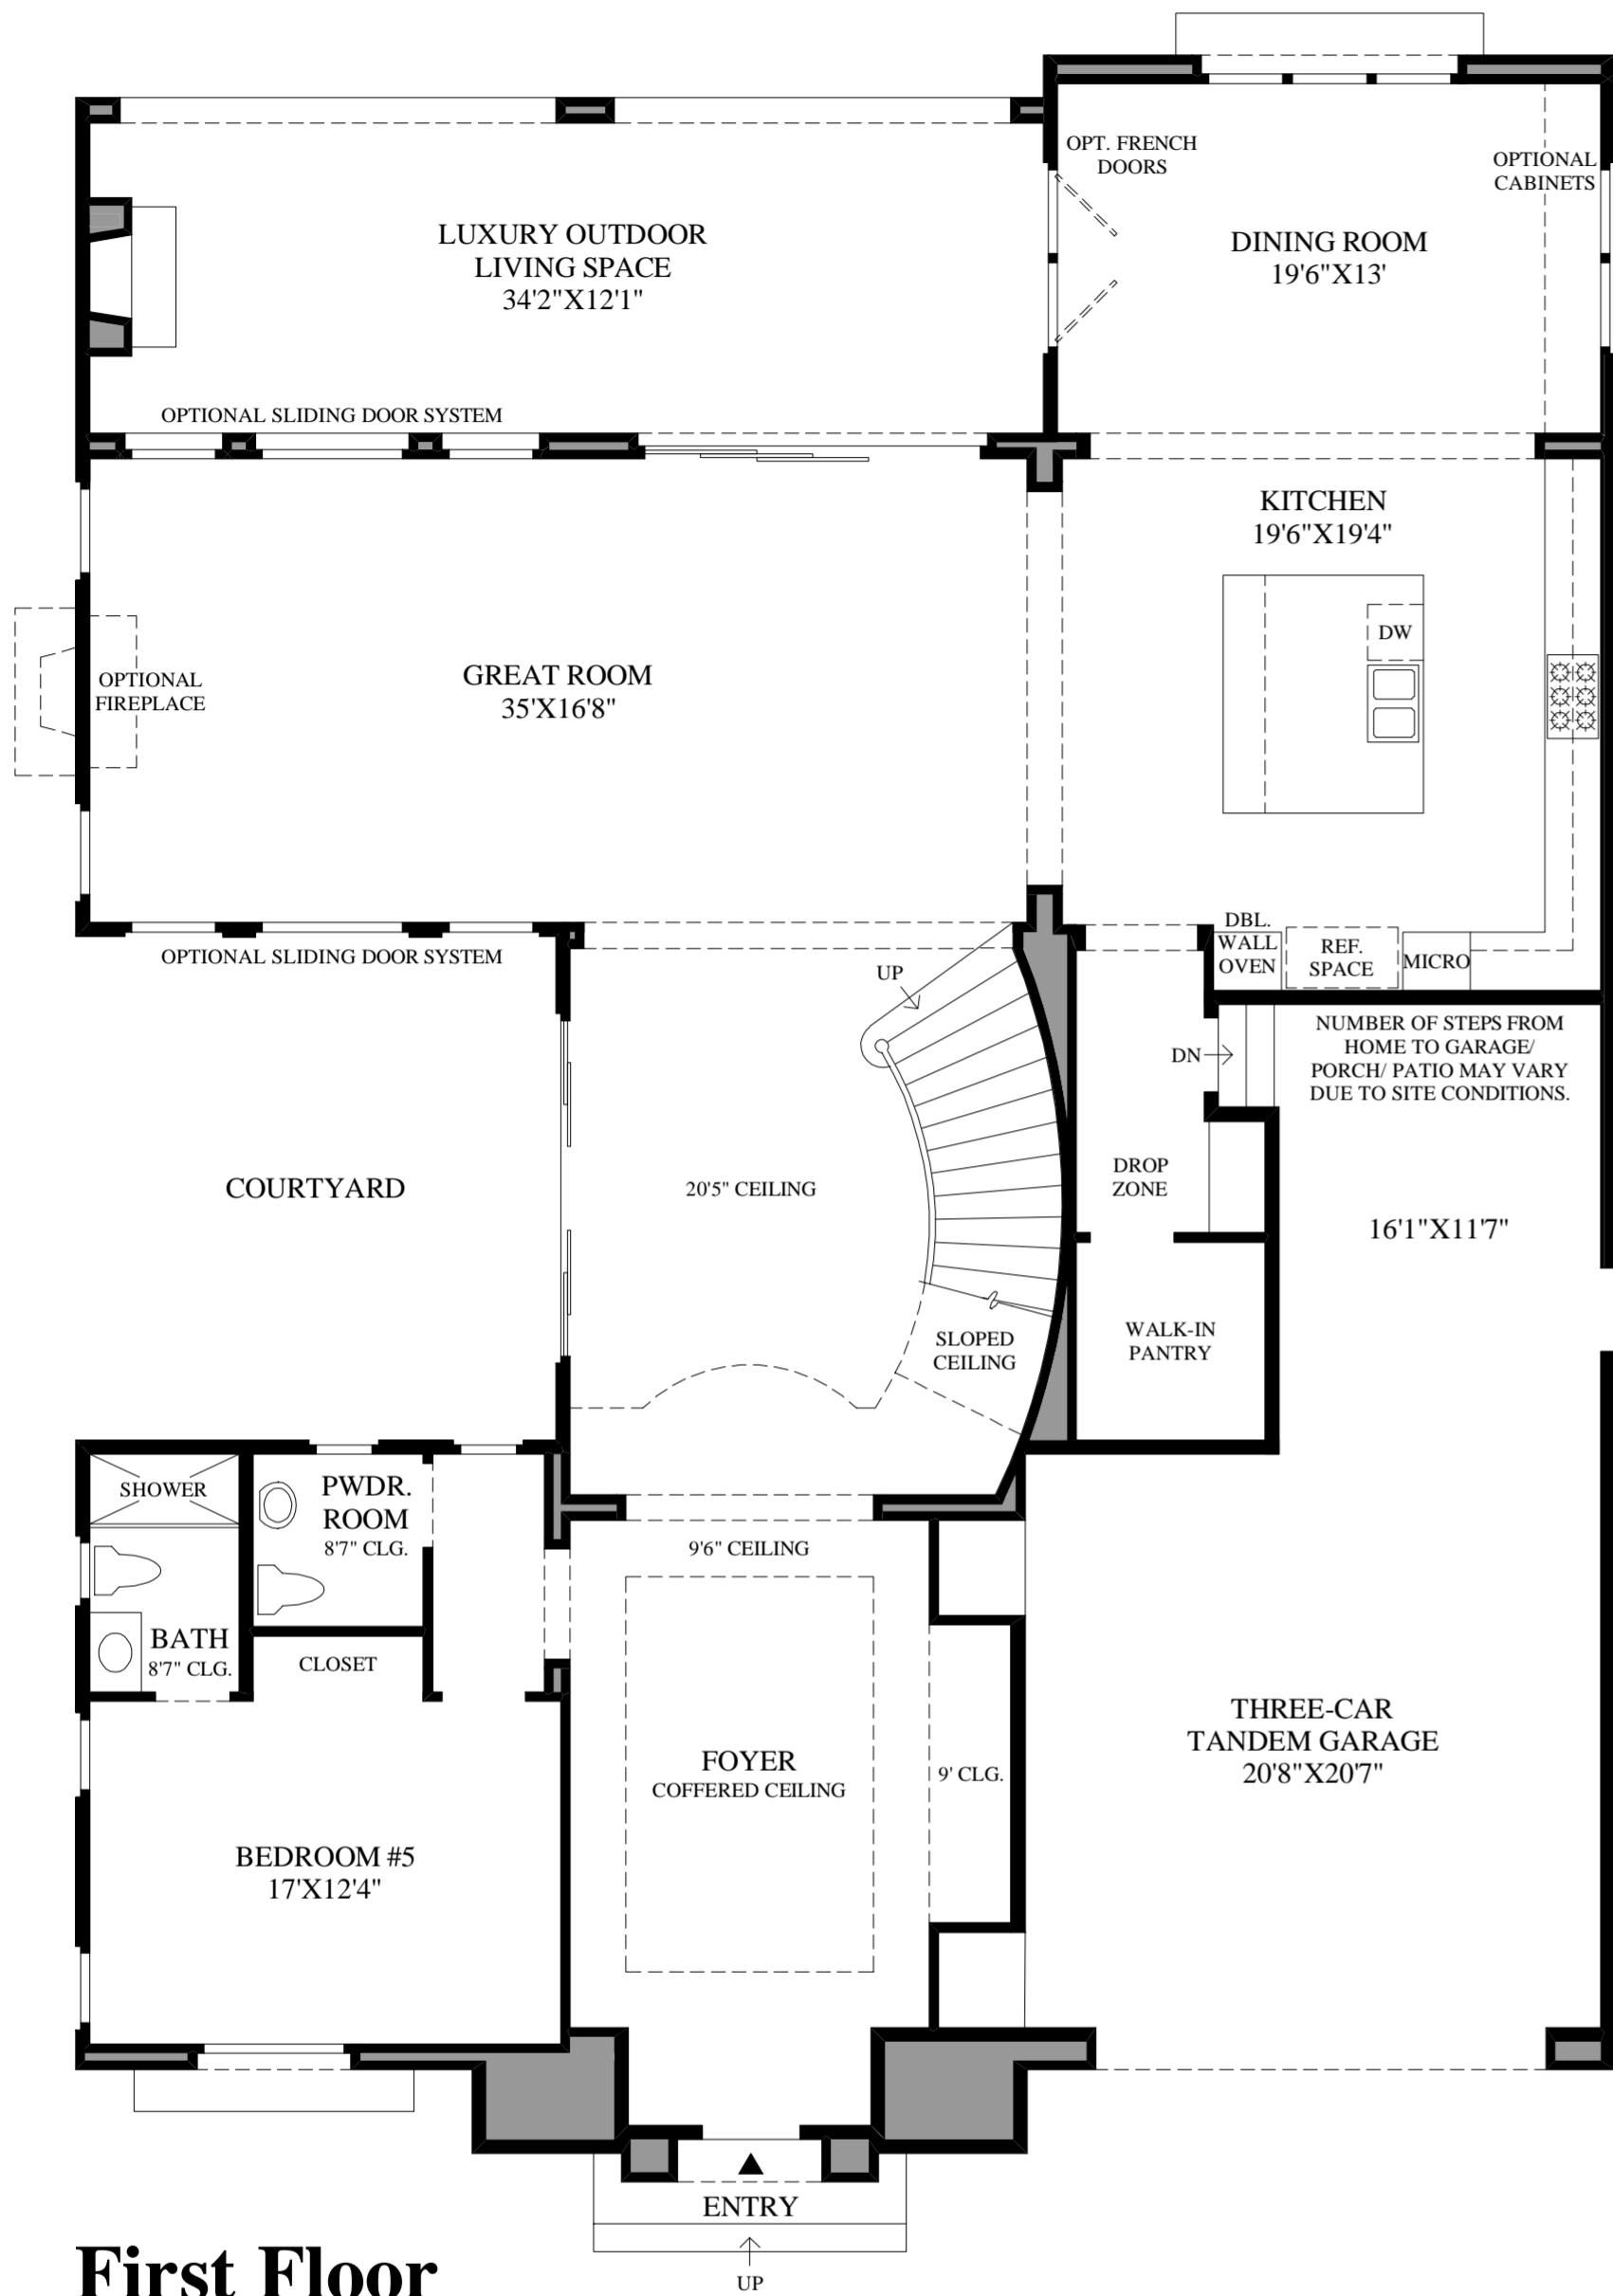 OPT. FRENCH
DOORS
OPTIONAL
CABINETS
LUXURY OUTDOOR
LIVING SPACE
34'2"X12'1"
DINING ROOM
19'6"X13'
OPTIONAL SLIDING DOOR SYSTEM
KITCHEN
19'6"X19'4"
DW
GREAT ROOM
35'X16'8"
OPTIONAL
FIREPLACE
OPTIONAL SLIDING DOOR SYSTEM
DBL.
WALL
OVEN
REF.
SPACE
MICRO
UP
NUMBER OF STEPS FROM
HOME TO GARAGE/
PORCH/ PATIO MAY VARY
DUE TO SITE CONDITIONS.
DN
COURTYARD
20'5" CEILING
DROP
ZONE
16'1"X11'7"
SLOPED
CEILING
WALK-IN
PANTRY
SHOWER
PWDR.
ROOM
8'7" CLG.
9'6" CEILING
BATH
8'7" CLG.
CLOSET
FOYER
COFFERED CEILING
9' CLG.
THREE-CAR
TANDEM GARAGE
20'8"X20'7"
BEDROOM #5
17'X12'4"
ENTRY
UP
First Floor